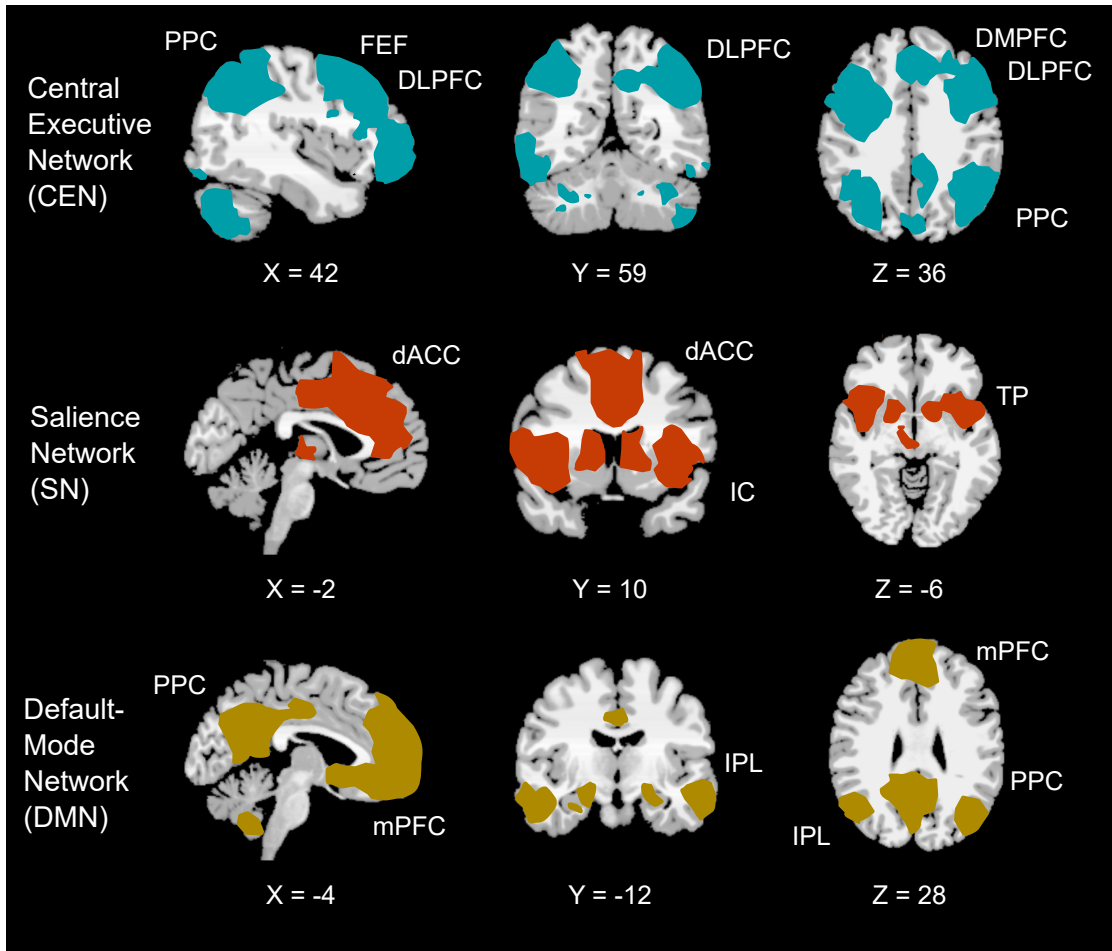 PPC
FEF
DLPFC
DLPFC
DMPFC
DLPFC
Central
Executive
Network
(CEN)
PPC
X = 42
Y = 59
Z = 36
dACC
dACC
TP
Salience
Network
(SN)
IC
X = -2
Y = 10
Z = -6
mPFC
PPC
Default-
Mode
Network
(DMN)
IPL
PPC
mPFC
IPL
X = -4
Y = -12
Z = 28